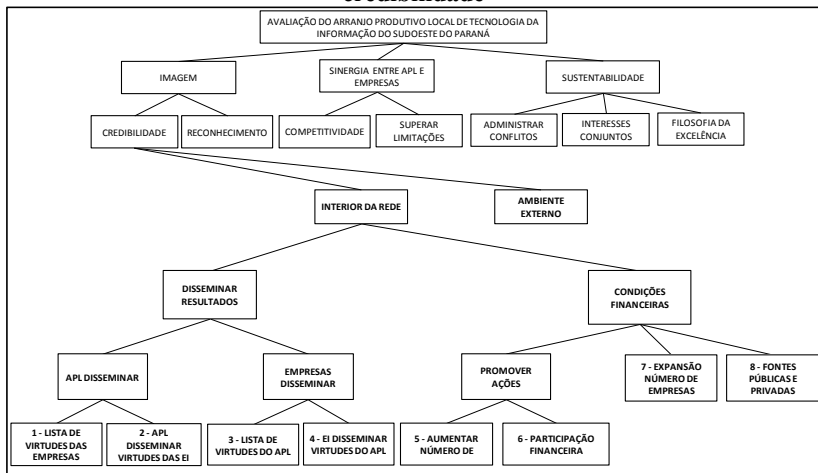 AVALIAÇÃO DO ARRANJO PRODUTIVO LOCAL DE TECNOLOGIA DA
INFORMAÇÃO DO SUDOESTE DO PARANÁ
IMAGEM
SINERGIA ENTRE APL E
EMPRESAS
SUSTENTABILIDADE
CREDIBILIDADE
RECONHECIMENTO
COMPETITIVIDADE
SUPERAR
LIMITAÇÕES
ADMINISTRAR
CONFLITOS
INTERESSES
CONJUNTOS
FILOSOFIA DA
EXCELÊNCIA
INTERIOR DA REDE
AMBIENTE
EXTERNO
DISSEMINAR
RESULTADOS
CONDIÇÕES
FINANCEIRAS
APL DISSEMINAR
EMPRESAS
DISSEMINAR
PROMOVER
AÇÕES
7 - EXPANSÃO
NÚMERO DE
EMPRESAS
8 - FONTES
PÚBLICAS E
PRIVADAS
1 - LISTA DE
VIRTUDES DAS
EMPRESAS
2 - APL
DISSEMINAR
VIRTUDES DAS EI
3 - LISTA DE
VIRTUDES DO APL
4 - EI DISSEMINAR
VIRTUDES DO APL
5 - AUMENTAR
NÚMERO DE
6 - PARTICIPAÇÃO
FINANCEIRA